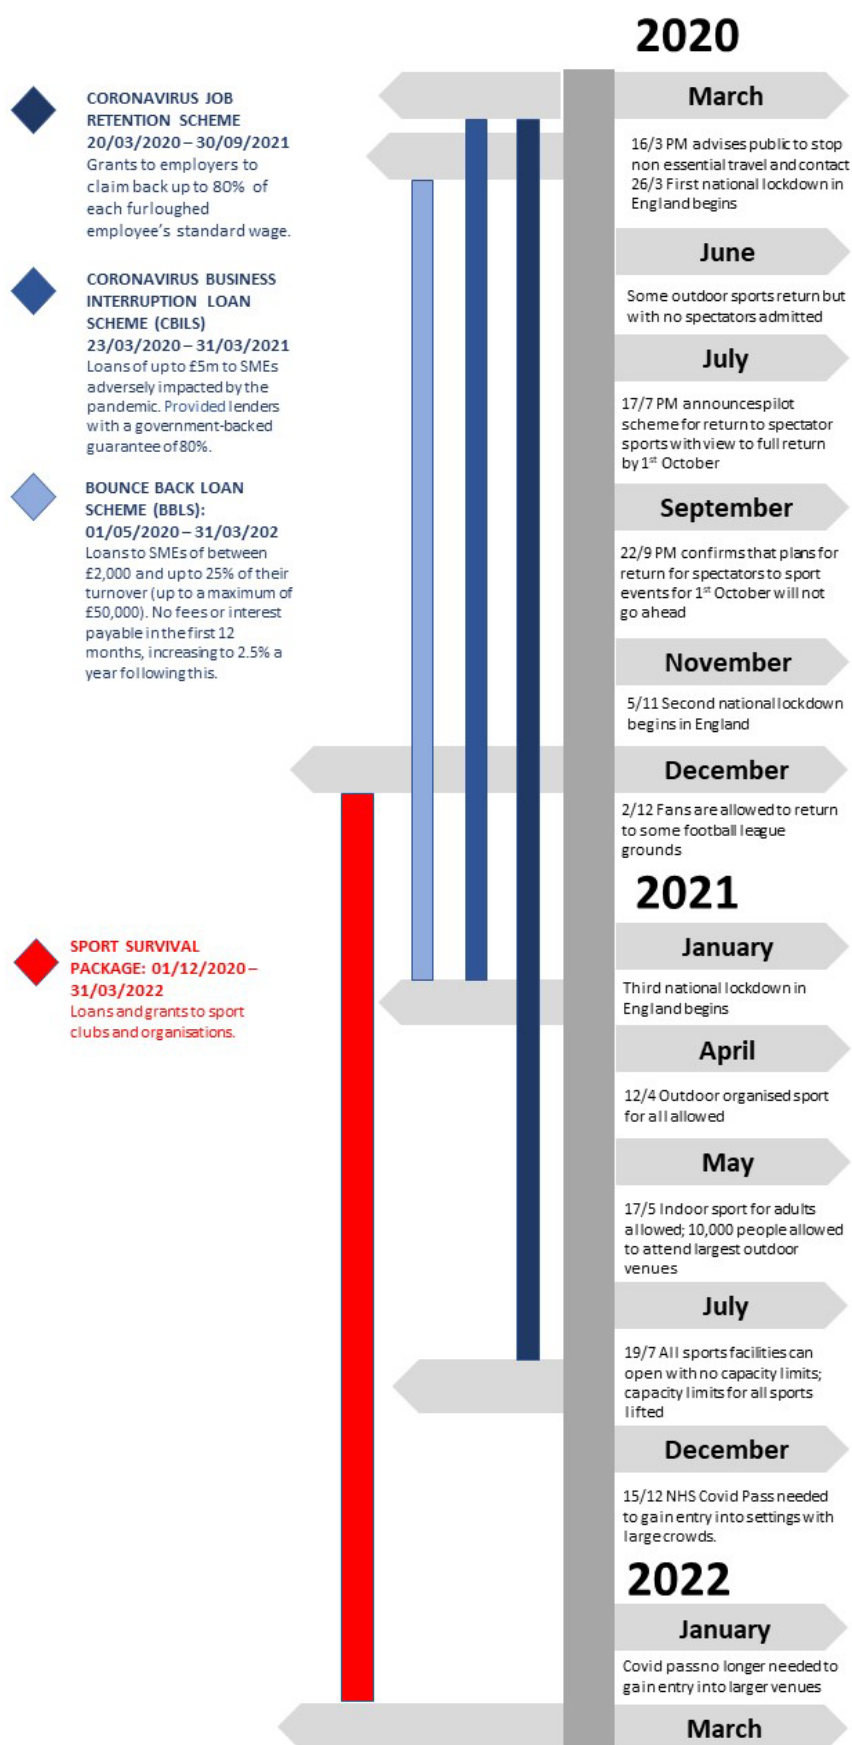 2020
CORONAVIRUS JOB
RETENTION SCHEME
20/03/2020 – 30/09/2021
Grants to employers to
claim back up to 80% of
each furloughed
employee's standard wage.
CORONAVIRUS BUSINESS
INTERRUPTION LOAN
SCHEME (CBILS)
23/03/2020 – 31/03/2021
Loans of up to £5m to SMEs
adversely impacted by the
pandemic. Provided lenders
with a government-backed
guarantee of 80%.
BOUNCE BACK LOAN
SCHEME (BBLS):
01/05/2020 – 31/03/202
Loans to SMEs of between
£2,000 and up to 25% of their
turnover (up to a maximum of
£50,000). No fees or interest
payable in the first 12
months, increasing to 2.5% a
year following this.
SPORT SURVIVAL
PACKAGE: 01/12/2020 –
31/03/2022
Loans and grants to sport
clubs and organisations.
March
16/3 PM advises public to stop
non essential travel and contact
26/3 First national lockdown in
England begins
June
Some outdoor sports return but
with no spectators admitted
July
17/7 PM announces pilot
scheme for return to spectator
sports with view to full return
by 1st October
September
22/9 PM confirms that plans for
return for spectators to sport
events for 1st October will not
go ahead
November
5/11 Second national lockdown
begins in England
December
2/12 Fans are allowed to return
to some football league
grounds
2021
January
Third national lockdown in
England begins
April
12/4 Outdoor organised sport
for all allowed
May
17/5 Indoor sport for adults
allowed; 10,000 people allowed
to attend largest outdoor
venues
July
19/7 All sports facilities can
open with no capacity limits;
capacity limits for all sports
lifted
December
15/12 NHS Covid Pass needed
to gain entry into settings with
large crowds.
2022
January
Covid pass no longer needed to
gain entry into larger venues
March